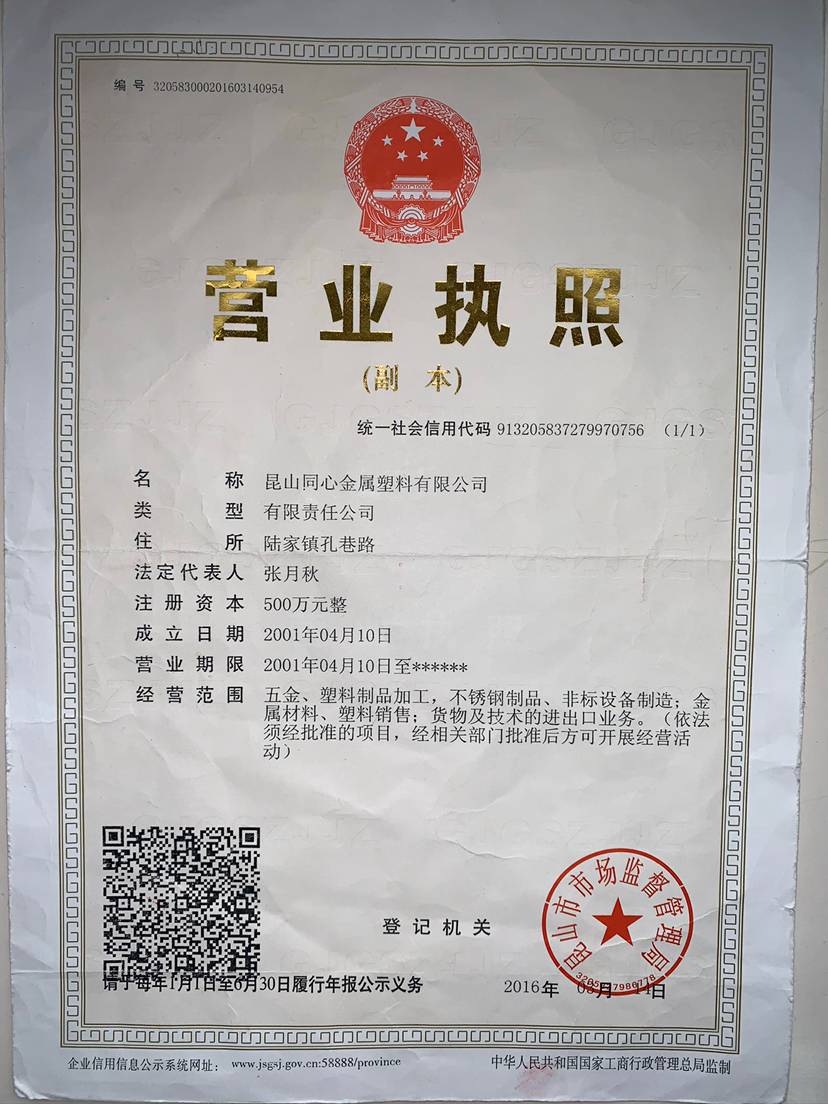 编号 320583000201603140954
营业执照
(副本)
统一社会信用代码 913205837279970756 （1/1）
名称 昆山同心金属塑料有限公司
类型 有限责任公司
住所 陆家镇孔巷路
法定代表人 张月秋
注册资本 500万元整
成立日期 2001年04月10日
营业期限 2001年04月10日至******
经营范围 五金、塑料制品加工，不锈钢制品、非标设备制造；金
属材料、塑料销售；货物及技术的进出口业务。（依法
须经批准的项目，经相关部门批准后方可开展经营活
动）
登记机关
昆山市市场监督管理局
请于每年1月1日至6月30日履行年报公示义务
2016年03月14日
企业信用信息公示系统网址： www.jsgsj.gov.cn:58888/province
中华人民共和国国家工商行政管理总局监制